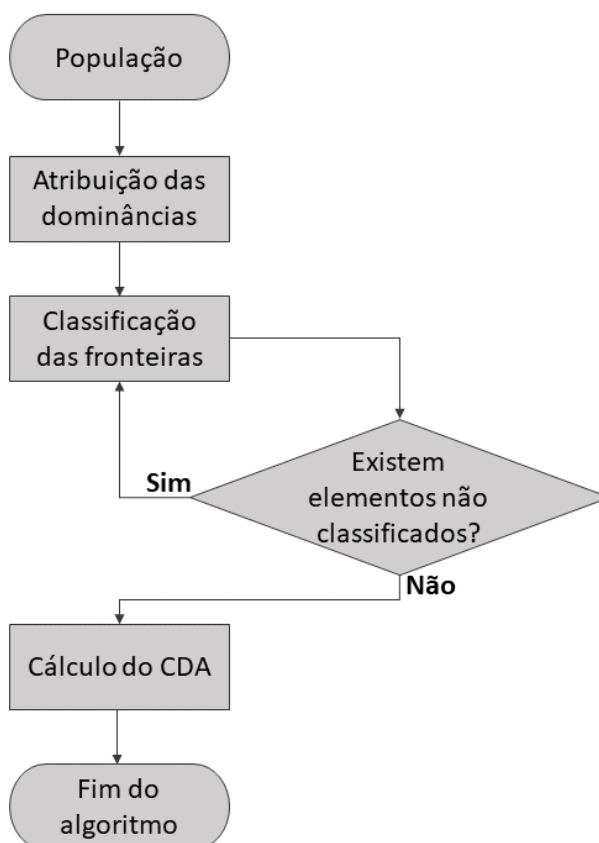 População
Atribuição das
dominâncias
Classificação
das fronteiras
Existem
elementos não
classificados?
Sim
Não
Cálculo do CDA
Fim do
algoritmo